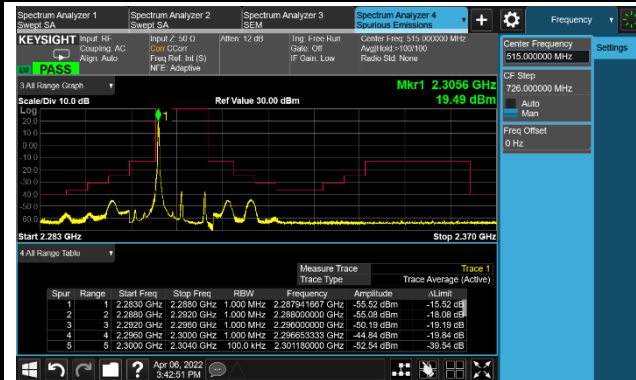 Spectrum Analyzer 1
Swept SA
Spectrum Analyzer 2
Swept SA
Spectrum Analyzer 3
SEM
Spectrum Analyzer 4
Spurious Emissions
Frequency
KEYSIGHT
Input: RF
Coupling: AC
Align: Auto
Input Z: 50 Ω
Corr CCorr
Freq Ref: Int (S)
NFE: Adaptive
Atten: 12 dB
Trig: Free Run
Gate: Off
IF Gain: Low
Center Freq: 515.000000 MHz
Avg|Hold:>100/100
Radio Std: None
PASS
Center Frequency
515.000000 MHz
Settings
CF Step
726.000000 MHz
Auto
Man
Freq Offset
0 Hz
3 All Range Graph
Mkr1 2.3056 GHz
19.49 dBm
Scale/Div 10.0 dB
Ref Value 30.00 dBm
Log
20.0
10.0
0.0
-10.0
-20.0
-30.0
-40.0
-50.0
-60.0
1
Start 2.283 GHz
Stop 2.370 GHz
4 All Range Table
Measure Trace Trace 1
Trace Type Trace Average (Active)
Spur Range Start Freq Stop Freq RBW Frequency Amplitude ΔLimit
1 1 2.2830 GHz 2.2880 GHz 1.000 MHz 2.287941667 GHz -55.52 dBm -15.52 dB
2 2 2.2880 GHz 2.2920 GHz 1.000 MHz 2.288000000 GHz -55.08 dBm -18.08 dB
3 3 2.2920 GHz 2.2960 GHz 1.000 MHz 2.296000000 GHz -50.19 dBm -19.19 dB
4 4 2.2960 GHz 2.3000 GHz 1.000 MHz 2.296653333 GHz -44.84 dBm -19.84 dB
5 5 2.3000 GHz 2.3040 GHz 100.0 kHz 2.301180000 GHz -52.54 dBm -39.54 dB
Apr 06, 2022
3:42:51 PM